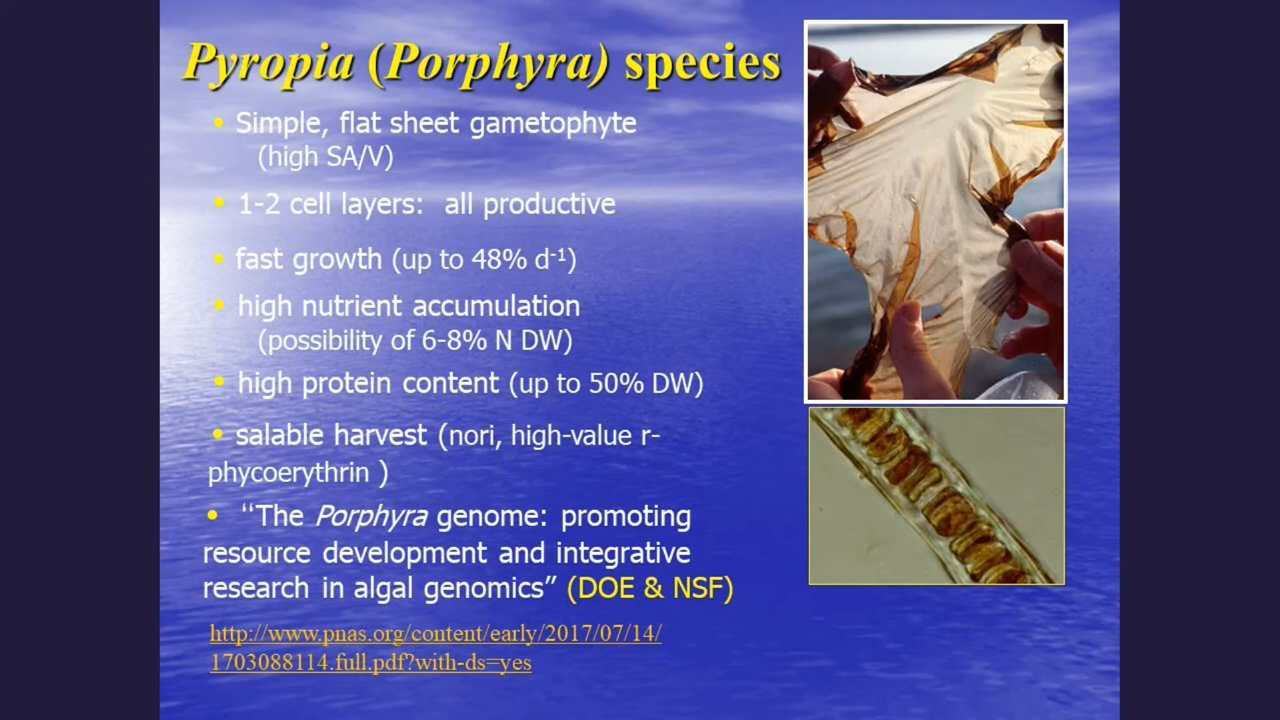 Pyropia (Porphyra) species
• Simple, flat sheet gametophyte
(high SA/V)
• 1-2 cell layers: all productive
• fast growth (up to 48% d-1)
• high nutrient accumulation
(possibility of 6-8% N DW)
• high protein content (up to 50% DW)
• salable harvest (nori, high-value r-
phycoerythrin )
• “The Porphyra genome: promoting
resource development and integrative
research in algal genomics” (DOE & NSF)
http://www.pnas.org/content/early/2017/07/14/
1703088114.full.pdf?with-ds=yes